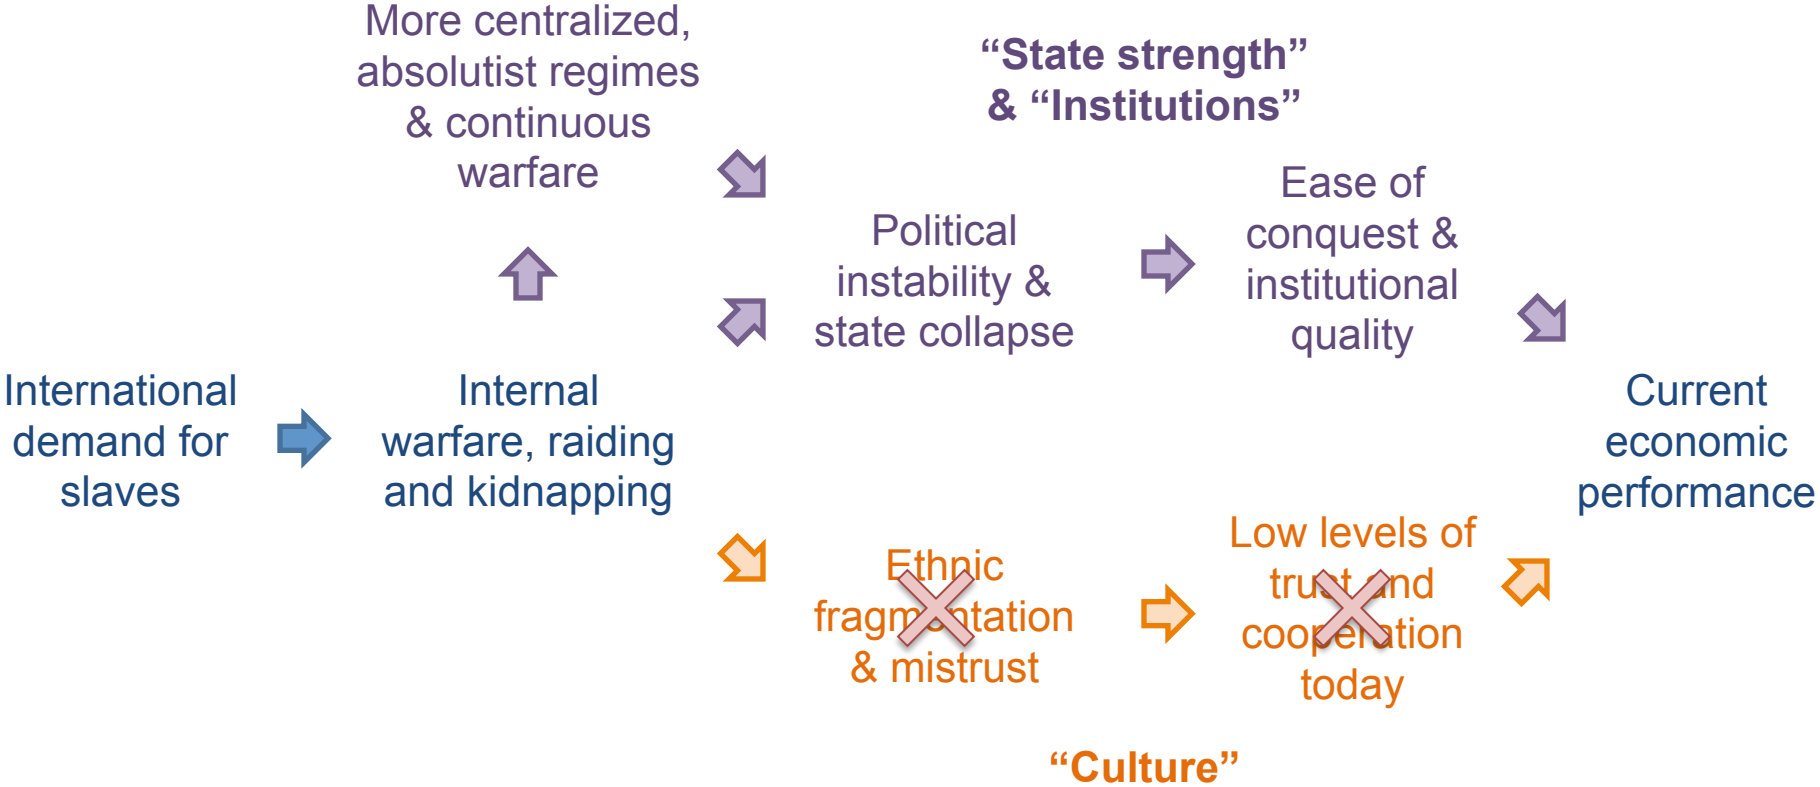 More centralized,
absolutist regimes
& continuous
warfare
“State strength”
& “Institutions”
Political
instability &
state collapse
Ease of
conquest &
institutional
quality
International
demand for
slaves
Internal
warfare, raiding
and kidnapping
Current
economic
performance
Ethnic
fragmentation
& mistrust
Low levels of
trust and
cooperation
today
“Culture”